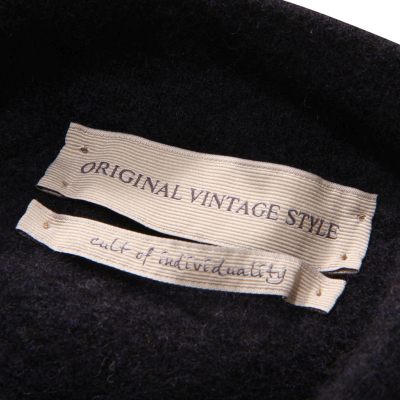 ORIGINAL VINTAGE STYLE
cult of individuality